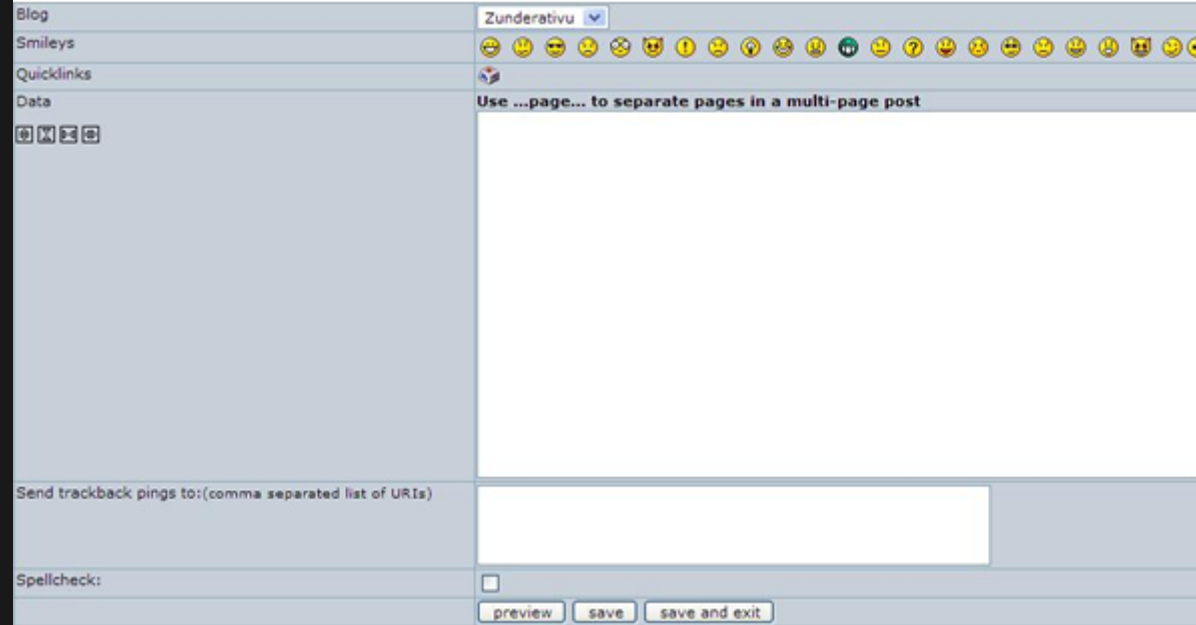 Blog
Zunderativu
Smileys
Quicklinks
Data
Use ...page... to separate pages in a multi-page post
Send trackback pings to:(comma separated list of URIs)
Spellcheck:
preview
save
save and exit